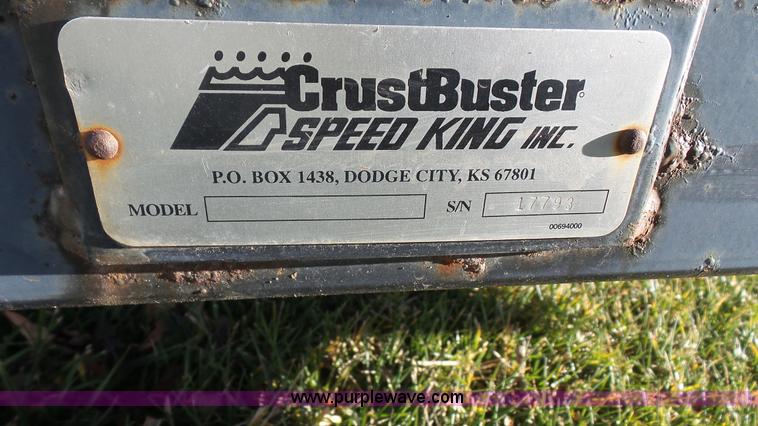 CrustBuster
SPEED KING INC.
P.O. BOX 1438, DODGE CITY, KS 67801
MODEL S/N 17793
00694000
www.purplewave.com